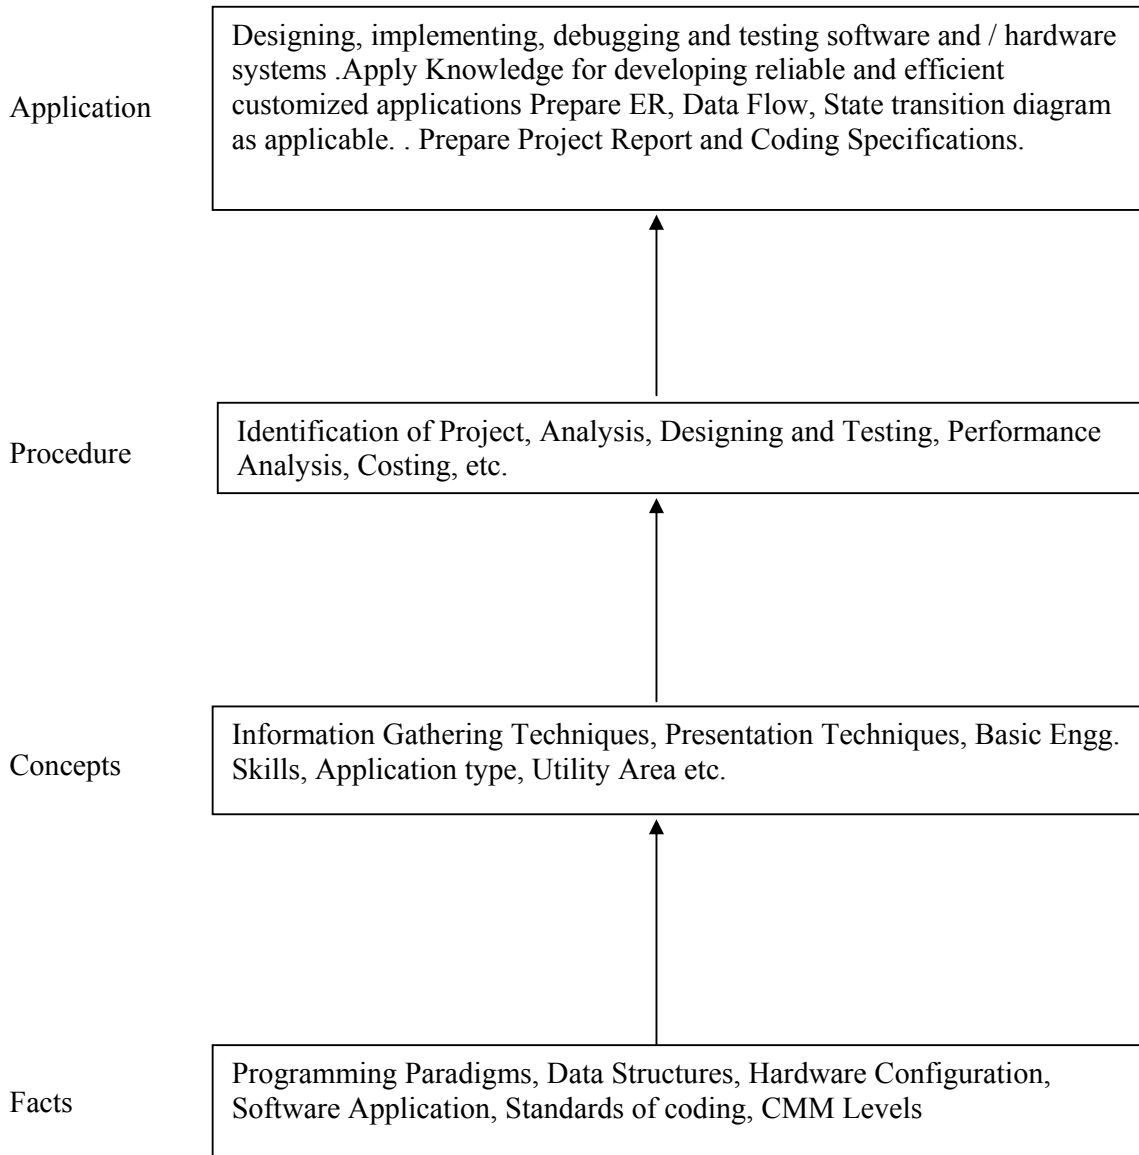 Designing, implementing, debugging and testing software and / hardware
systems .Apply Knowledge for developing reliable and efficient
Application
customized applications Prepare ER, Data Flow, State transition diagram
as applicable. . Prepare Project Report and Coding Specifications.
Procedure
Identification of Project, Analysis, Designing and Testing, Performance
Analysis, Costing, etc.
Concepts
Information Gathering Techniques, Presentation Techniques, Basic Engg.
Skills, Application type, Utility Area etc.
Facts
Programming Paradigms, Data Structures, Hardware Configuration,
Software Application, Standards of coding, CMM Levels